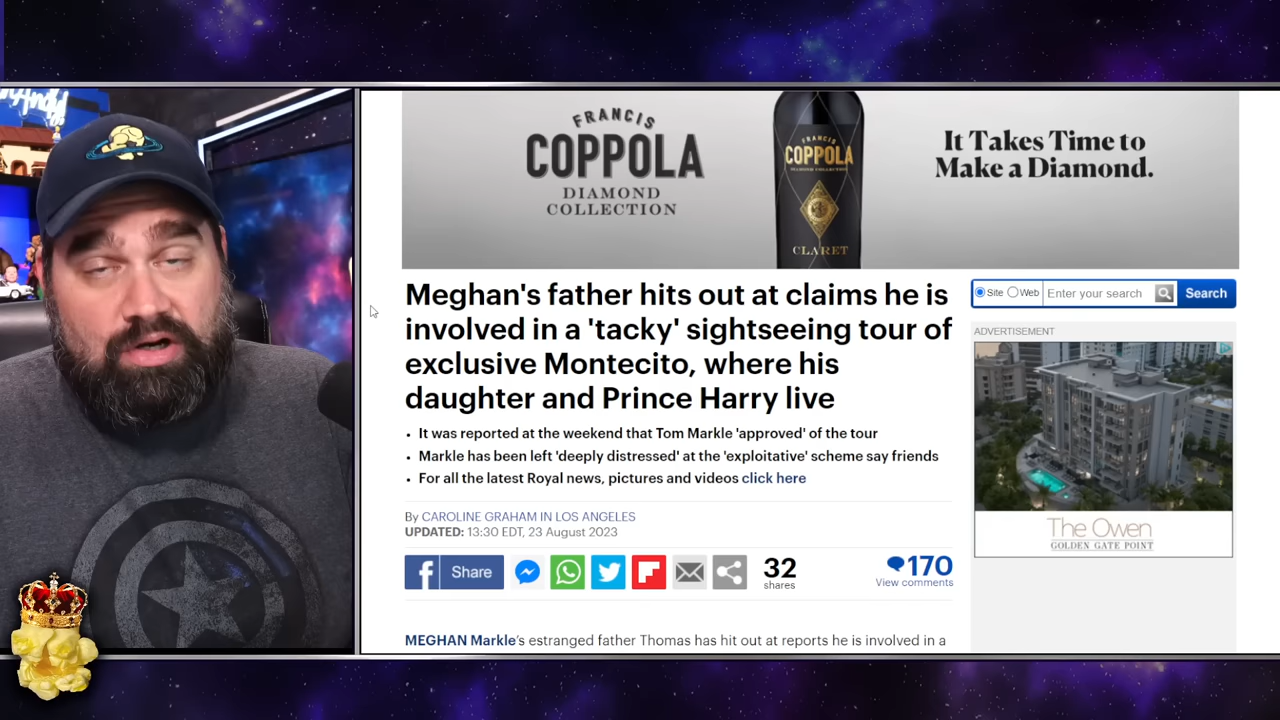 FRANCIS
COPPOLA
DIAMOND
COLLECTION
FRANCIS
COPPOLA
DIAMOND COLLECTION
CLARET
It Takes Time to
Make a Diamond.
Meghan's father hits out at claims he is
involved in a 'tacky' sightseeing tour of
exclusive Montecito, where his
daughter and Prince Harry live
• It was reported at the weekend that Tom Markle 'approved' of the tour
• Markle has been left 'deeply distressed' at the 'exploitative' scheme say friends
• For all the latest Royal news, pictures and videos click here
By CAROLINE GRAHAM IN LOS ANGELES
UPDATED: 13:30 EDT, 23 August 2023
f Share
32
shares
170
View comments
MEGHAN Markle's estranged father Thomas has hit out at reports he is involved in a
Site Web Enter your search Search
ADVERTISEMENT
The Owen
GOLDEN GATE POINT